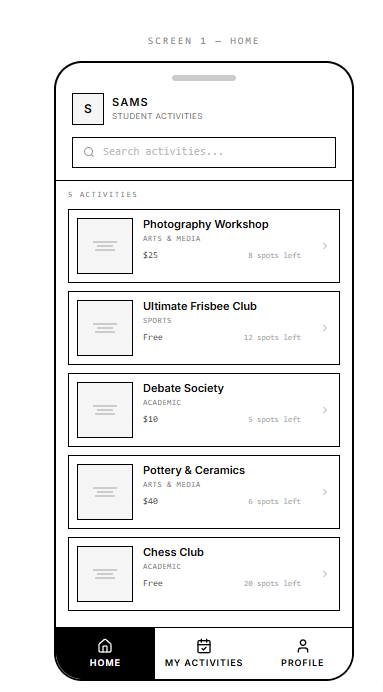 SCREEN 1 — HOME
S
SAMS
STUDENT ACTIVITIES
Search activities...
5 ACTIVITIES
Photography Workshop
ARTS & MEDIA
$25 8 spots left
Ultimate Frisbee Club
SPORTS
Free 12 spots left
Debate Society
ACADEMIC
$10 5 spots left
Pottery & Ceramics
ARTS & MEDIA
$40 6 spots left
Chess Club
ACADEMIC
Free 20 spots left
HOME MY ACTIVITIES PROFILE